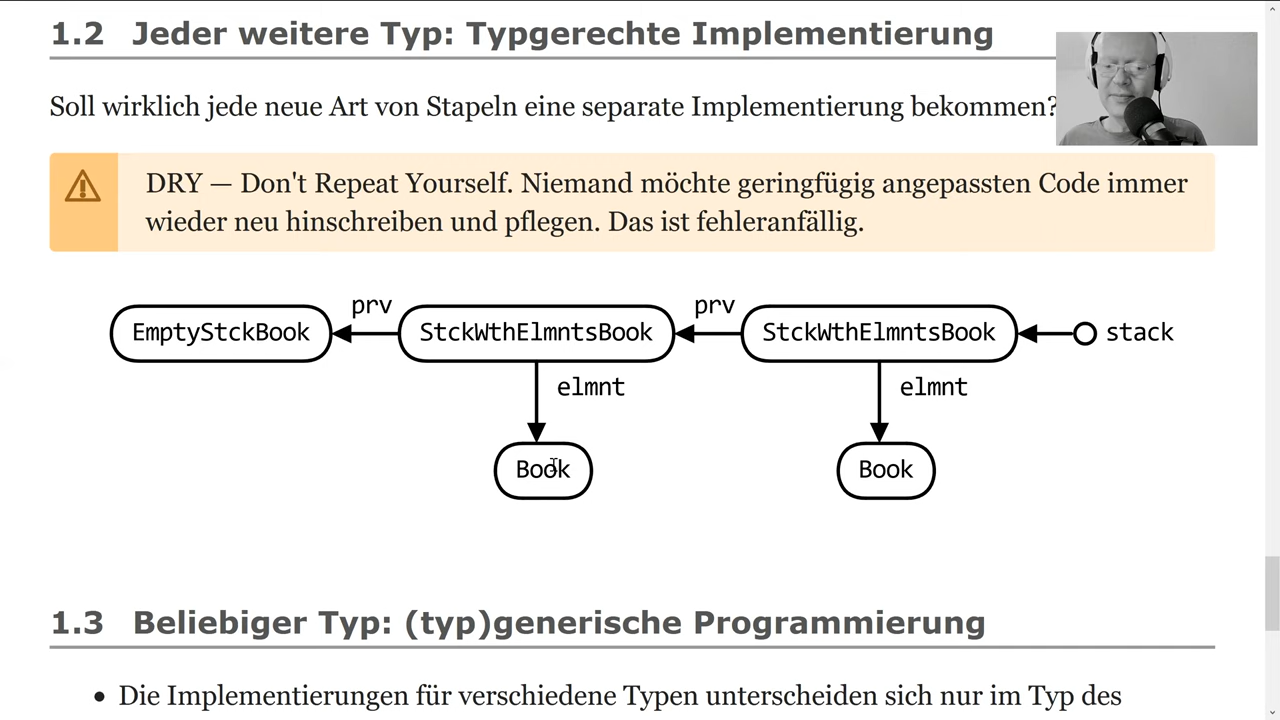 1.2 Jeder weitere Typ: Typgerechte Implementierung
Soll wirklich jede neue Art von Stapeln eine separate Implementierung bekommen?
DRY — Don't Repeat Yourself. Niemand möchte geringfügig angepassten Code immer
wieder neu hinschreiben und pflegen. Das ist fehleranfällig.
prv prv
EmptyStckBook StckWthElmntsBook StckWthElmntsBook stack
elmnt elmnt
Book Book
1.3 Beliebiger Typ: (typ)generische Programmierung
• Die Implementierungen für verschiedene Typen unterscheiden sich nur im Typ des